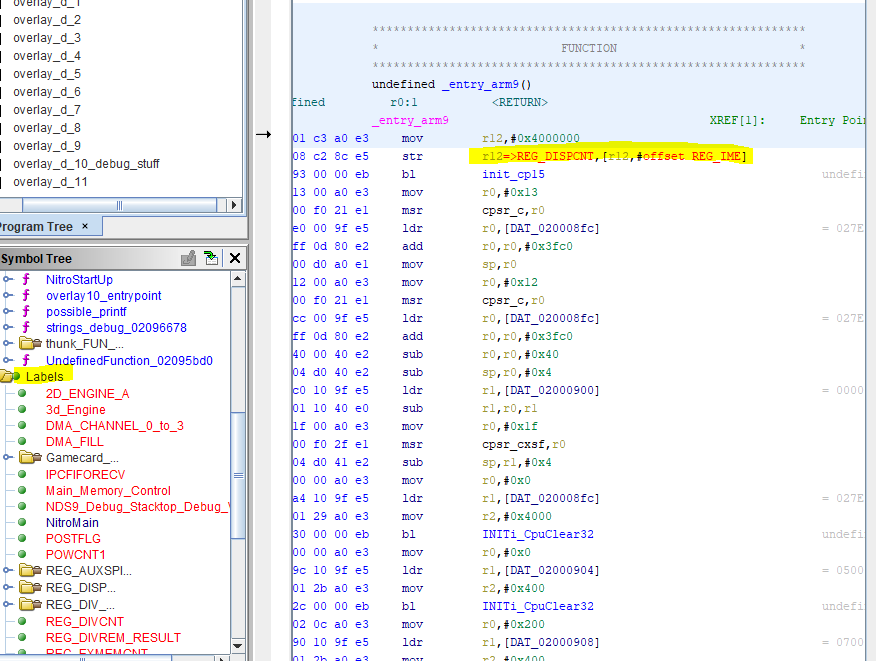 overlay_d_1
overlay_d_2
overlay_d_3
overlay_d_4
overlay_d_5
overlay_d_6
overlay_d_7
overlay_d_8
overlay_d_9
overlay_d_10_debug_stuff
overlay_d_11
Program Tree ×
Symbol Tree
f NitroStartUp
f overlay10_entrypoint
f possible_printf
f strings_debug_02096678
thunk_FUN_...
f UndefinedFunction_02095bd0
Labels
2D_ENGINE_A
3d_Engine
DMA_CHANNEL_0_to_3
DMA_FILL
Gamecard_...
IPCFIFORECV
Main_Memory_Control
NDS9_Debug_Stacktop_Debug_
NitroMain
POSTFLG
POWCNT1
REG_AUXSPI...
REG_DISP...
REG_DIV_...
REG_DIVCNT
REG_DIVREM_RESULT
REG_EXMEMCNT
*****************************************************************
* FUNCTION *
*****************************************************************
undefined _entry_arm9()
fined r0:1 <RETURN>
_entry_arm9 XREF[1]: Entry Poi
01 c3 a0 e3 mov r12,#0x4000000
08 c2 8c e5 str r12=>REG_DISPCNT,[r12,#offset REG_IME]
93 00 00 eb bl init_cp15 undefi
13 00 a0 e3 mov r0,#0x13
00 f0 21 e1 msr cpsr_c,r0
e0 00 9f e5 ldr r0,[DAT_020008fc] = 027E
ff 0d 80 e2 add r0,r0,#0x3fc0
00 d0 a0 e1 mov sp,r0
12 00 a0 e3 mov r0,#0x12
00 f0 21 e1 msr cpsr_c,r0
cc 00 9f e5 ldr r0,[DAT_020008fc] = 027E
ff 0d 80 e2 add r0,r0,#0x3fc0
40 00 40 e2 sub r0,r0,#0x40
04 d0 40 e2 sub sp,r0,#0x4
c0 10 9f e5 ldr r1,[DAT_02000900] = 0000
01 10 40 e0 sub r1,r0,r1
1f 00 a0 e3 mov r0,#0x1f
00 f0 2f e1 msr cpsr_cxsf,r0
04 d0 41 e2 sub sp,r1,#0x4
00 00 a0 e3 mov r0,#0x0
a4 10 9f e5 ldr r1,[DAT_020008fc] = 027E
01 29 a0 e3 mov r2,#0x4000
30 00 00 eb bl INITi_CpuClear32 undefi
00 00 a0 e3 mov r0,#0x0
9c 10 9f e5 ldr r1,[DAT_02000904] = 0500
01 2b a0 e3 mov r2,#0x400
2c 00 00 eb bl INITi_CpuClear32 undefi
02 0c a0 e3 mov r0,#0x200
90 10 9f e5 ldr r1,[DAT_02000908] = 0700
01 2b a0 e3 mov r2,#0x400